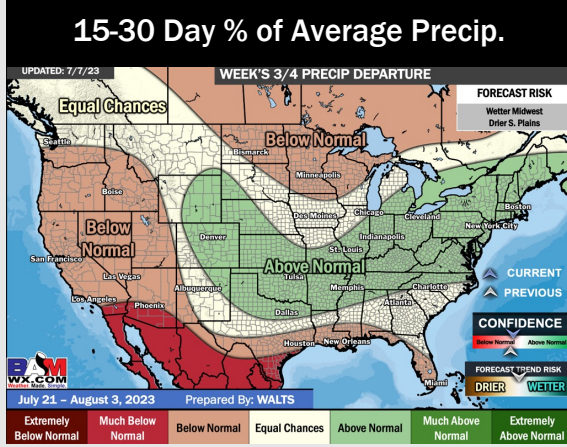 15-30 Day % of Average Precip.
UPDATED: 7/7/23
WEEK'S 3/4 PRECIP DEPARTURE
FORECAST RISK
Wetter Midwest
Drier S. Plains
Equal Chances
Below Normal
Seattle
Bismarck
Minneapolis
Boise
Boston
Des Moines
Chicago
Cleveland
New York City
Below
Normal
Denver
Indianapolis
St. Louis
San Francisco
Above Normal
CURRENT
Las Vegas
Tulsa
PREVIOUS
Albuquerque
Memphis
Charlotte
Los Angeles
Phoenix
Atlanta
Dallas
CONFIDENCE
Below Normal Above Normal
Houston
New Orleans
FORECAST TREND RISK
BAM
WX.COM
Weather. Made. Simple.
Miami
DRIER WETTER
July 21 – August 3, 2023 Prepared By: WALTS
Extremely
Below Normal
Much Below
Normal
Below Normal
Equal Chances
Above Normal
Much Above
Normal
Extremely
Above Normal